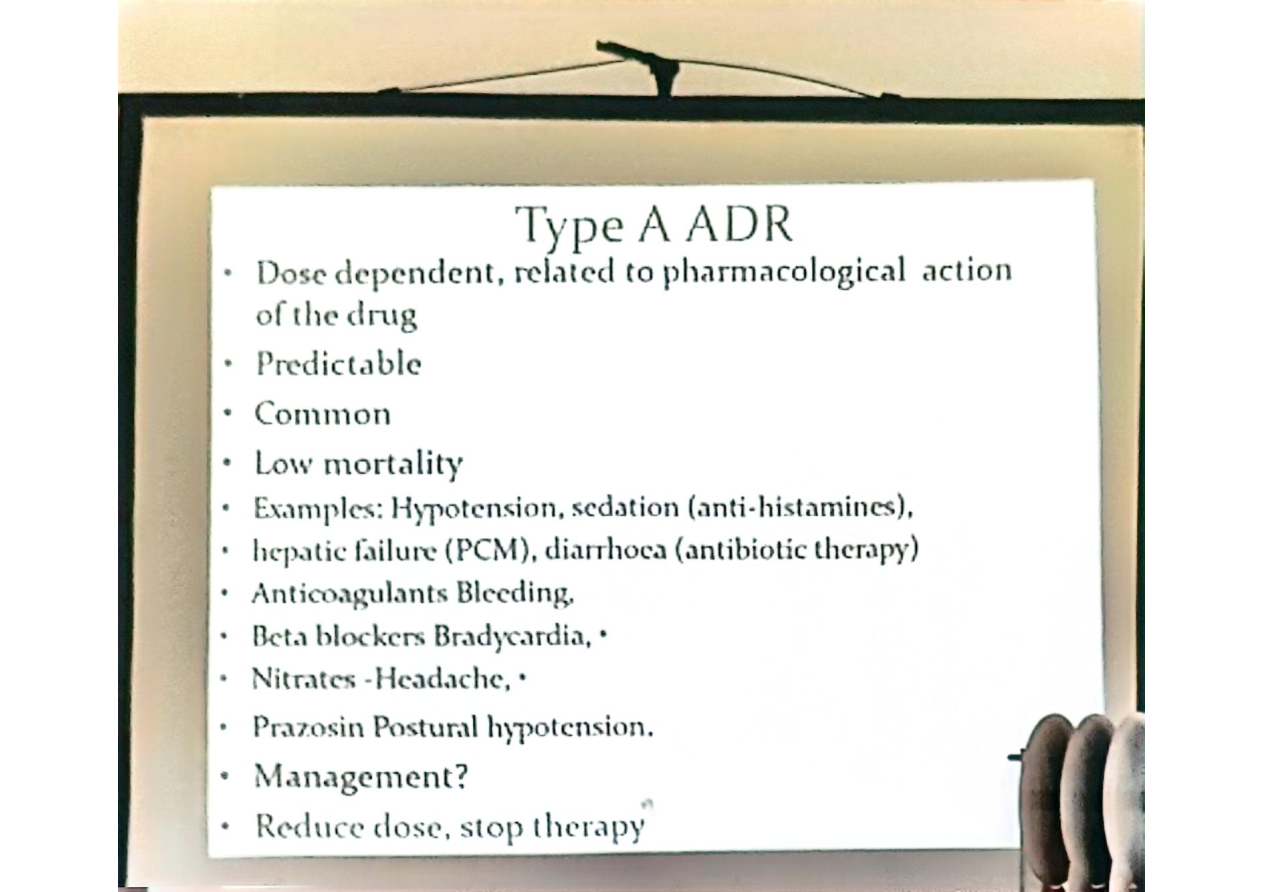 Type A ADR
• Dose dependent, related to pharmacological action
of the drug
• Predictable
• Common
• Low mortality
• Examples: Hypotension, sedation (anti-histamines),
• hepatic failure (PCM), diarrhoea (antibiotic therapy)
• Anticoagulants Bleeding,
• Beta blockers Bradycardia, •
• Nitrates -Headache, •
• Prazosin Postural hypotension.
• Management?
• Reduce dose, stop therapy